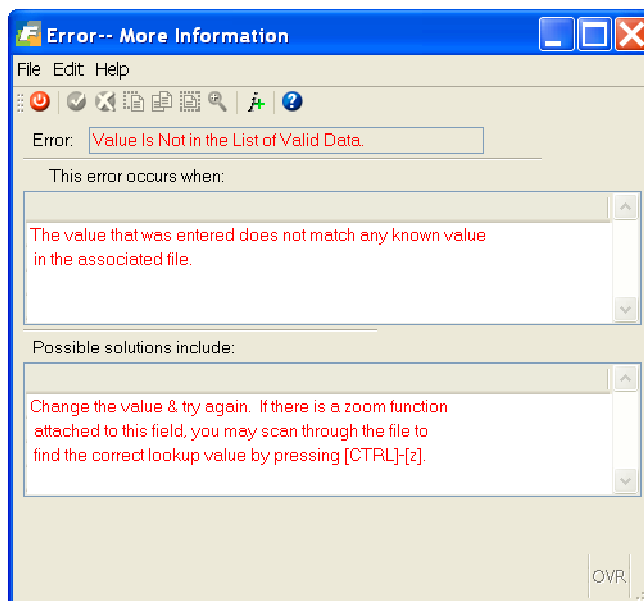 Error-- More Information
File Edit Help
Error: Value Is Not in the List of Valid Data.
This error occurs when:
The value that was entered does not match any known value
in the associated file.
Possible solutions include:
Change the value & try again. If there is a zoom function
attached to this field, you may scan through the file to
find the correct lookup value by pressing [CTRL]-[z].
OVR